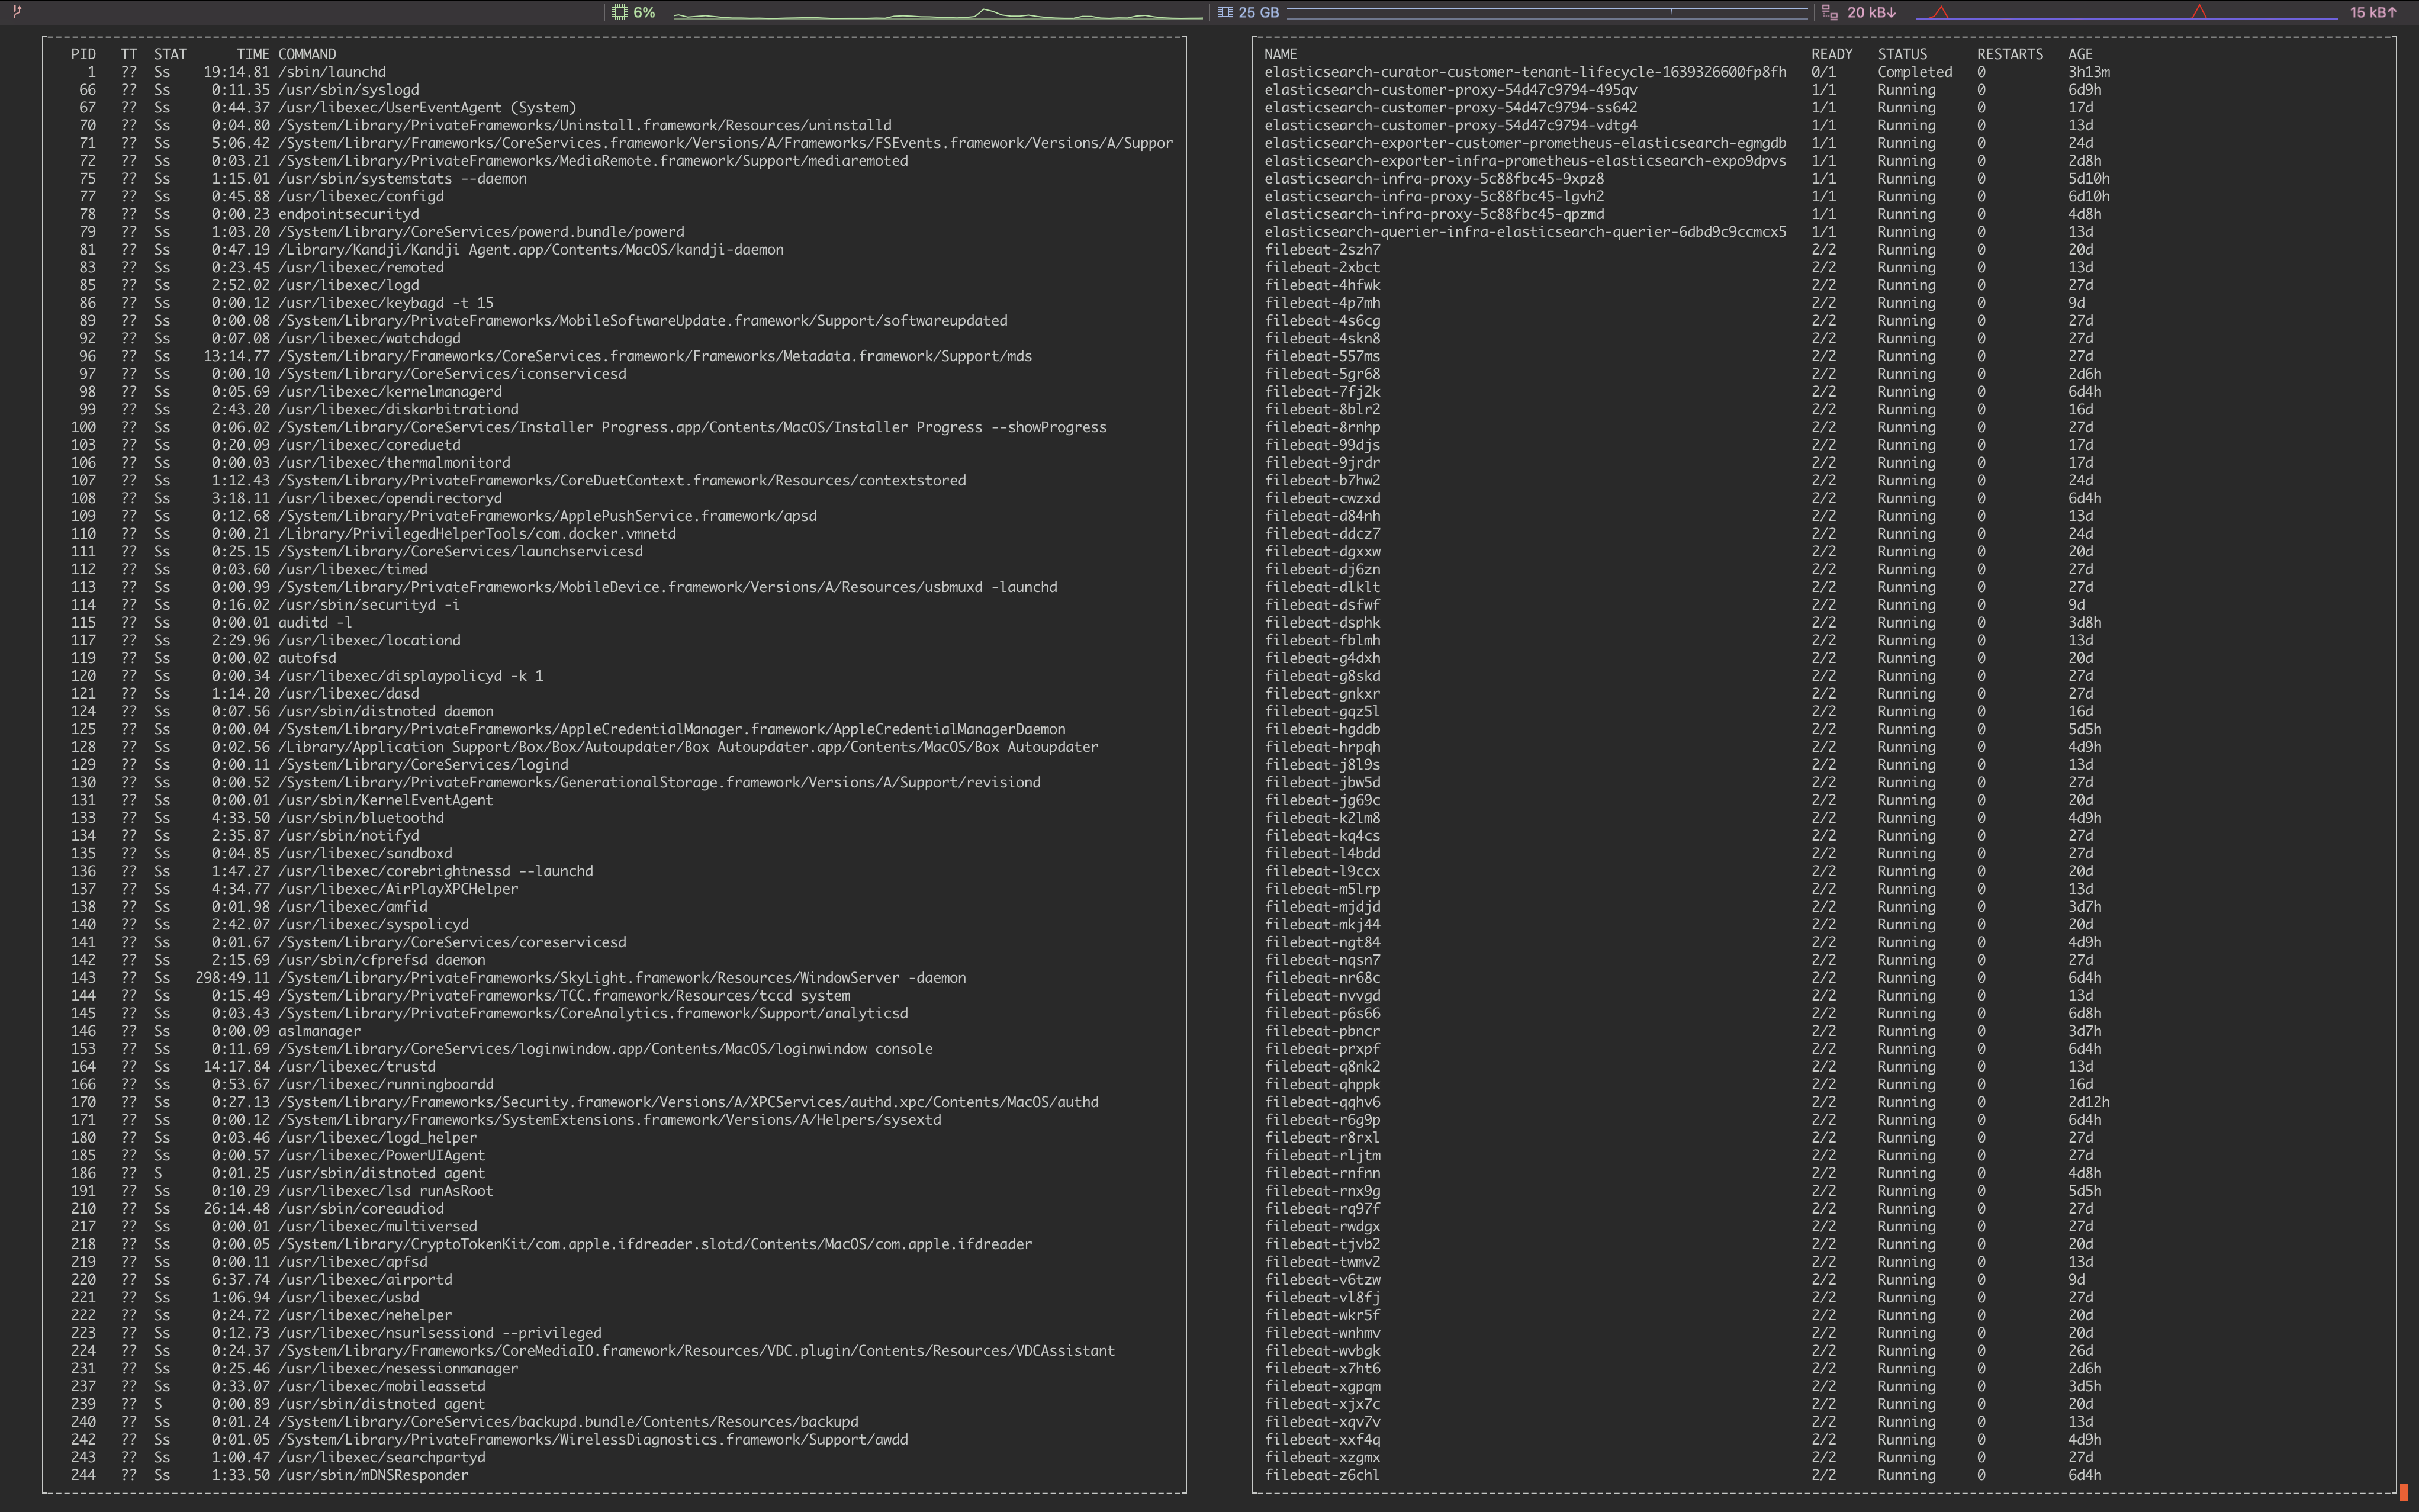 6% 25 GB 20 kB↓ 15 kB↑
PID TT STAT TIME COMMAND
1 ?? Ss 19:14.81 /sbin/launchd
66 ?? Ss 0:11.35 /usr/sbin/syslogd
67 ?? Ss 0:44.37 /usr/libexec/UserEventAgent (System)
70 ?? Ss 0:04.80 /System/Library/PrivateFrameworks/Uninstall.framework/Resources/uninstalld
71 ?? Ss 5:06.42 /System/Library/Frameworks/CoreServices.framework/Versions/A/Frameworks/FSEvents.framework/Versions/A/Suppor
72 ?? Ss 0:03.21 /System/Library/PrivateFrameworks/MediaRemote.framework/Support/mediaremoted
75 ?? Ss 1:15.01 /usr/sbin/systemstats --daemon
77 ?? Ss 0:45.88 /usr/libexec/configd
78 ?? Ss 0:00.23 endpointsecurityd
79 ?? Ss 1:03.20 /System/Library/CoreServices/powerd.bundle/powerd
81 ?? Ss 0:47.19 /Library/Kandji/Kandji Agent.app/Contents/MacOS/kandji-daemon
83 ?? Ss 0:23.45 /usr/libexec/remoted
85 ?? Ss 2:52.02 /usr/libexec/logd
86 ?? Ss 0:00.12 /usr/libexec/keybagd -t 15
89 ?? Ss 0:00.08 /System/Library/PrivateFrameworks/MobileSoftwareUpdate.framework/Support/softwareupdated
92 ?? Ss 0:07.08 /usr/libexec/watchdogd
96 ?? Ss 13:14.77 /System/Library/Frameworks/CoreServices.framework/Frameworks/Metadata.framework/Support/mds
97 ?? Ss 0:00.10 /System/Library/CoreServices/iconservicesd
98 ?? Ss 0:05.69 /usr/libexec/kernelmanagerd
99 ?? Ss 2:43.20 /usr/libexec/diskarbitrationd
100 ?? Ss 0:06.02 /System/Library/CoreServices/Installer Progress.app/Contents/MacOS/Installer Progress --showProgress
103 ?? Ss 0:20.09 /usr/libexec/coreduetd
106 ?? Ss 0:00.03 /usr/libexec/thermalmonitord
107 ?? Ss 1:12.43 /System/Library/PrivateFrameworks/CoreDuetContext.framework/Resources/contextstored
108 ?? Ss 3:18.11 /usr/libexec/opendirectoryd
109 ?? Ss 0:12.68 /System/Library/PrivateFrameworks/ApplePushService.framework/apsd
110 ?? Ss 0:00.21 /Library/PrivilegedHelperTools/com.docker.vmnetd
111 ?? Ss 0:25.15 /System/Library/CoreServices/launchservicesd
112 ?? Ss 0:03.60 /usr/libexec/timed
113 ?? Ss 0:00.99 /System/Library/PrivateFrameworks/MobileDevice.framework/Versions/A/Resources/usbmuxd -launchd
114 ?? Ss 0:16.02 /usr/sbin/securityd -i
115 ?? Ss 0:00.01 auditd -l
117 ?? Ss 2:29.96 /usr/libexec/locationd
119 ?? Ss 0:00.02 autofsd
120 ?? Ss 0:00.34 /usr/libexec/displaypolicyd -k 1
121 ?? Ss 1:14.20 /usr/libexec/dasd
124 ?? Ss 0:07.56 /usr/sbin/distnoted daemon
125 ?? Ss 0:00.04 /System/Library/PrivateFrameworks/AppleCredentialManager.framework/AppleCredentialManagerDaemon
128 ?? Ss 0:02.56 /Library/Application Support/Box/Box/Autoupdater/Box Autoupdater.app/Contents/MacOS/Box Autoupdater
129 ?? Ss 0:00.11 /System/Library/CoreServices/logind
130 ?? Ss 0:00.52 /System/Library/PrivateFrameworks/GenerationalStorage.framework/Versions/A/Support/revisiond
131 ?? Ss 0:00.01 /usr/sbin/KernelEventAgent
133 ?? Ss 4:33.50 /usr/sbin/bluetoothd
134 ?? Ss 2:35.87 /usr/sbin/notifyd
135 ?? Ss 0:04.85 /usr/libexec/sandboxd
136 ?? Ss 1:47.27 /usr/libexec/corebrightnessd --launchd
137 ?? Ss 4:34.77 /usr/libexec/AirPlayXPCHelper
138 ?? Ss 0:01.98 /usr/libexec/amfid
140 ?? Ss 2:42.07 /usr/libexec/syspolicyd
141 ?? Ss 0:01.67 /System/Library/CoreServices/coreservicesd
142 ?? Ss 2:15.69 /usr/sbin/cfprefsd daemon
143 ?? Ss 298:49.11 /System/Library/PrivateFrameworks/SkyLight.framework/Resources/WindowServer -daemon
144 ?? Ss 0:15.49 /System/Library/PrivateFrameworks/TCC.framework/Resources/tccd system
145 ?? Ss 0:03.43 /System/Library/PrivateFrameworks/CoreAnalytics.framework/Support/analyticsd
146 ?? Ss 0:00.09 aslmanager
153 ?? Ss 0:11.69 /System/Library/CoreServices/loginwindow.app/Contents/MacOS/loginwindow console
164 ?? Ss 14:17.84 /usr/libexec/trustd
166 ?? Ss 0:53.67 /usr/libexec/runningboardd
170 ?? Ss 0:27.13 /System/Library/Frameworks/Security.framework/Versions/A/XPCServices/authd.xpc/Contents/MacOS/authd
171 ?? Ss 0:00.12 /System/Library/Frameworks/SystemExtensions.framework/Versions/A/Helpers/sysextd
180 ?? Ss 0:03.46 /usr/libexec/logd_helper
185 ?? Ss 0:00.57 /usr/libexec/PowerUIAgent
186 ?? S 0:01.25 /usr/sbin/distnoted agent
191 ?? Ss 0:10.29 /usr/libexec/lsd runAsRoot
210 ?? Ss 26:14.48 /usr/sbin/coreaudiod
217 ?? Ss 0:00.01 /usr/libexec/multiversed
218 ?? Ss 0:00.05 /System/Library/CryptoTokenKit/com.apple.ifdreader.slotd/Contents/MacOS/com.apple.ifdreader
219 ?? Ss 0:00.11 /usr/libexec/apfsd
220 ?? Ss 6:37.74 /usr/libexec/airportd
221 ?? Ss 1:06.94 /usr/libexec/usbd
222 ?? Ss 0:24.72 /usr/libexec/nehelper
223 ?? Ss 0:12.73 /usr/libexec/nsurlsessiond --privileged
224 ?? Ss 0:24.37 /System/Library/Frameworks/CoreMediaIO.framework/Resources/VDC.plugin/Contents/Resources/VDCAssistant
231 ?? Ss 0:25.46 /usr/libexec/nesessionmanager
237 ?? Ss 0:33.07 /usr/libexec/mobileassetd
239 ?? S 0:00.89 /usr/sbin/distnoted agent
240 ?? Ss 0:01.24 /System/Library/CoreServices/backupd.bundle/Contents/Resources/backupd
242 ?? Ss 0:01.05 /System/Library/PrivateFrameworks/WirelessDiagnostics.framework/Support/awdd
243 ?? Ss 1:00.47 /usr/libexec/searchpartyd
244 ?? Ss 1:33.50 /usr/sbin/mDNSResponder
NAME READY STATUS RESTARTS AGE
elasticsearch-curator-customer-tenant-lifecycle-1639326600fp8fh 0/1 Completed 0 3h13m
elasticsearch-customer-proxy-54d47c9794-495qv 1/1 Running 0 6d9h
elasticsearch-customer-proxy-54d47c9794-ss642 1/1 Running 0 17d
elasticsearch-customer-proxy-54d47c9794-vdtg4 1/1 Running 0 13d
elasticsearch-exporter-customer-prometheus-elasticsearch-egmgdb 1/1 Running 0 24d
elasticsearch-exporter-infra-prometheus-elasticsearch-expo9dpvs 1/1 Running 0 2d8h
elasticsearch-infra-proxy-5c88fbc45-9xpz8 1/1 Running 0 5d10h
elasticsearch-infra-proxy-5c88fbc45-lgvh2 1/1 Running 0 6d10h
elasticsearch-infra-proxy-5c88fbc45-qpzmd 1/1 Running 0 4d8h
elasticsearch-querier-infra-elasticsearch-querier-6dbd9c9ccmcx5 1/1 Running 0 13d
filebeat-2szh7 2/2 Running 0 20d
filebeat-2xbct 2/2 Running 0 13d
filebeat-4hfwk 2/2 Running 0 27d
filebeat-4p7mh 2/2 Running 0 9d
filebeat-4s6cg 2/2 Running 0 27d
filebeat-4skn8 2/2 Running 0 27d
filebeat-557ms 2/2 Running 0 27d
filebeat-5gr68 2/2 Running 0 2d6h
filebeat-7fj2k 2/2 Running 0 6d4h
filebeat-8blr2 2/2 Running 0 16d
filebeat-8rnhp 2/2 Running 0 27d
filebeat-99djs 2/2 Running 0 17d
filebeat-9jrdr 2/2 Running 0 17d
filebeat-b7hw2 2/2 Running 0 24d
filebeat-cwzxd 2/2 Running 0 6d4h
filebeat-d84nh 2/2 Running 0 13d
filebeat-ddcz7 2/2 Running 0 24d
filebeat-dgxxw 2/2 Running 0 20d
filebeat-dj6zn 2/2 Running 0 27d
filebeat-dlklt 2/2 Running 0 27d
filebeat-dsfwf 2/2 Running 0 9d
filebeat-dsphk 2/2 Running 0 3d8h
filebeat-fblmh 2/2 Running 0 13d
filebeat-g4dxh 2/2 Running 0 20d
filebeat-g8skd 2/2 Running 0 27d
filebeat-gnkxr 2/2 Running 0 27d
filebeat-gqz5l 2/2 Running 0 16d
filebeat-hgddb 2/2 Running 0 5d5h
filebeat-hrpqh 2/2 Running 0 4d9h
filebeat-j8l9s 2/2 Running 0 13d
filebeat-jbw5d 2/2 Running 0 27d
filebeat-jg69c 2/2 Running 0 20d
filebeat-k2lm8 2/2 Running 0 4d9h
filebeat-kq4cs 2/2 Running 0 27d
filebeat-l4bdd 2/2 Running 0 27d
filebeat-l9ccx 2/2 Running 0 20d
filebeat-m5lrp 2/2 Running 0 13d
filebeat-mjdjd 2/2 Running 0 3d7h
filebeat-mkj44 2/2 Running 0 20d
filebeat-ngt84 2/2 Running 0 4d9h
filebeat-nqsn7 2/2 Running 0 27d
filebeat-nr68c 2/2 Running 0 6d4h
filebeat-nvvgd 2/2 Running 0 13d
filebeat-p6s66 2/2 Running 0 6d8h
filebeat-pbncr 2/2 Running 0 3d7h
filebeat-prxpf 2/2 Running 0 6d4h
filebeat-q8nk2 2/2 Running 0 13d
filebeat-qhppk 2/2 Running 0 16d
filebeat-qqhv6 2/2 Running 0 2d12h
filebeat-r6g9p 2/2 Running 0 6d4h
filebeat-r8rxl 2/2 Running 0 27d
filebeat-rljtm 2/2 Running 0 27d
filebeat-rnfnn 2/2 Running 0 4d8h
filebeat-rnx9g 2/2 Running 0 5d5h
filebeat-rq97f 2/2 Running 0 27d
filebeat-rwdgx 2/2 Running 0 27d
filebeat-tjvb2 2/2 Running 0 20d
filebeat-twmv2 2/2 Running 0 13d
filebeat-v6tzw 2/2 Running 0 9d
filebeat-vl8fj 2/2 Running 0 27d
filebeat-wkr5f 2/2 Running 0 20d
filebeat-wnhmv 2/2 Running 0 20d
filebeat-wvbgk 2/2 Running 0 26d
filebeat-x7ht6 2/2 Running 0 2d6h
filebeat-xgpqm 2/2 Running 0 3d5h
filebeat-xjx7c 2/2 Running 0 20d
filebeat-xqv7v 2/2 Running 0 13d
filebeat-xxf4q 2/2 Running 0 4d9h
filebeat-xzgmx 2/2 Running 0 27d
filebeat-z6chl 2/2 Running 0 6d4h